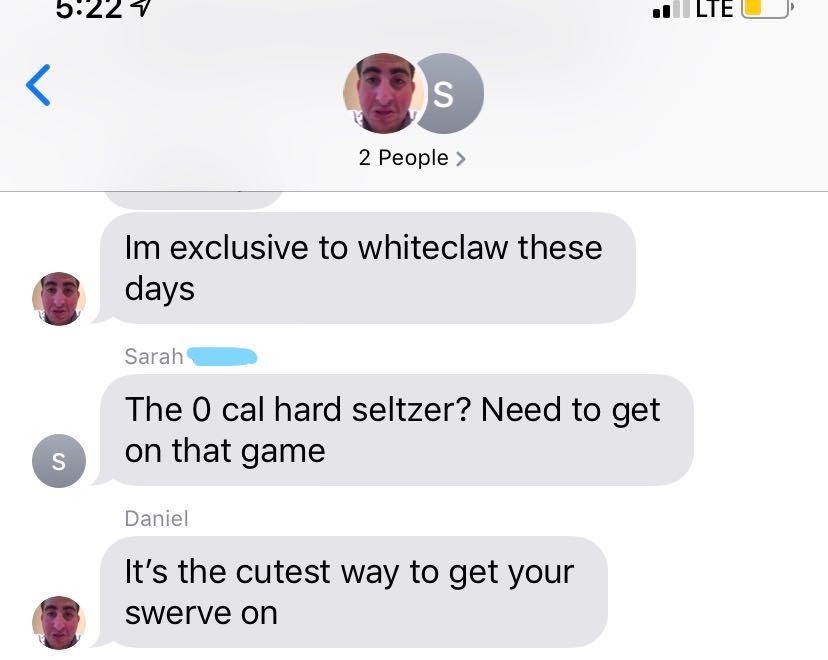 5:22
LTE
S
2 People
Im exclusive to whiteclaw these
days
Sarah
The 0 cal hard seltzer? Need to get
on that game
S
Daniel
It’s the cutest way to get your
swerve on